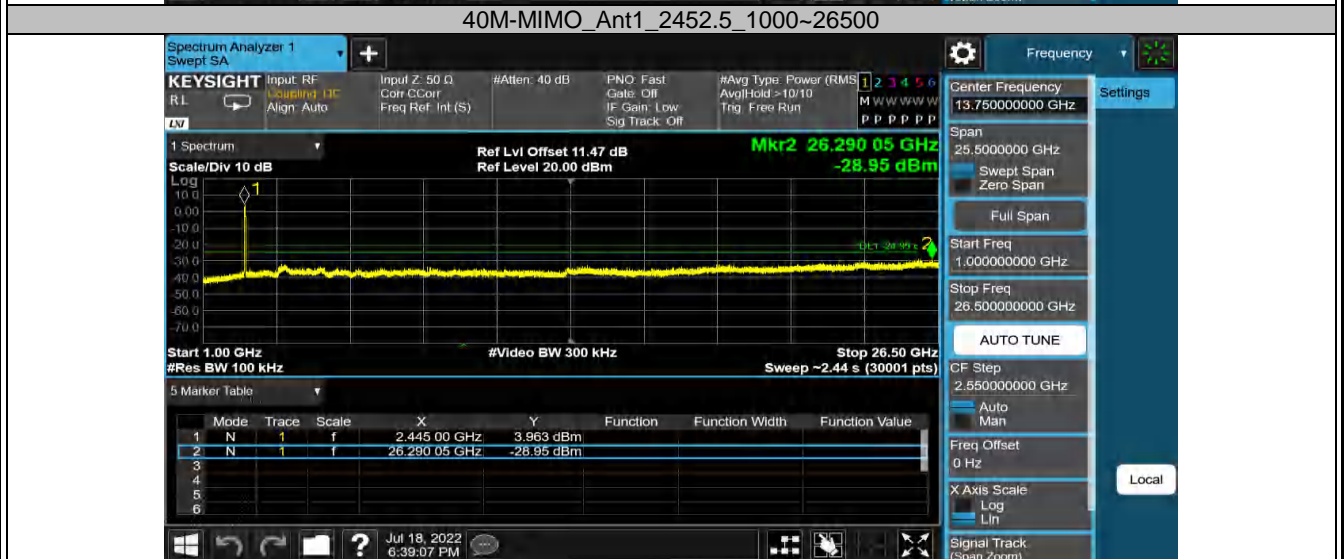 40M-MIMO_Ant1_2452.5_1000~26500
Spectrum Analyzer 1
Swept SA
Frequency
KEYSIGHT
RL
LXI
Input: RF
Coupling: DC
Align: Auto
Input Z: 50 Ω
Corr CCorr
Freq Ref: Int (S)
#Atten: 40 dB
PNO: Fast
Gate: Off
IF Gain: Low
Sig Track: Off
#Avg Type: Power (RMS
Avg|Hold:>10/10
Trig: Free Run
1 2 3 4 5 6
M W W W W W
P P P P P P
Center Frequency
13.750000000 GHz
Settings
1 Spectrum
Scale/Div 10 dB
Ref Lvl Offset 11.47 dB
Ref Level 20.00 dBm
Mkr2 26.290 05 GHz
-28.95 dBm
Span
25.5000000 GHz
Swept Span
Zero Span
Full Span
Log
10.0
0.00
-10.0
-20.0
-30.0
-40.0
-50.0
-60.0
-70.0
1
2
Start Freq
1.000000000 GHz
Stop Freq
26.500000000 GHz
AUTO TUNE
Start 1.00 GHz
#Video BW 300 kHz
Stop 26.50 GHz
#Res BW 100 kHz
Sweep ~2.44 s (30001 pts)
CF Step
2.550000000 GHz
Auto
Man
5 Marker Table
Mode Trace Scale X Y Function Function Width Function Value
1 N 1 f 2.445 00 GHz 3.963 dBm
2 N 1 f 26.290 05 GHz -28.95 dBm
3
4
5
6
Freq Offset
0 Hz
X Axis Scale
Log
Lin
Local
Signal Track
(Span Zoom)
?
Jul 18, 2022
6:39:07 PM